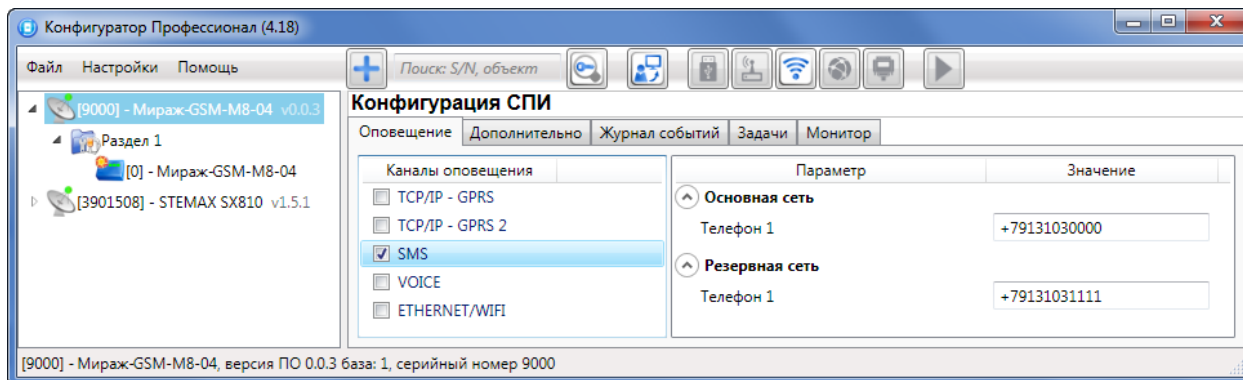 Конфигуратор Профессионал (4.18)
Файл Настройки Помощь
Поиск: S/N, объект
[9000] - Мираж-GSM-M8-04 v0.0.3
Раздел 1
[0] - Мираж-GSM-M8-04
[3901508] - STEMAX SX810 v1.5.1
Конфигурация СПИ
Оповещение Дополнительно Журнал событий Задачи Монитор
Каналы оповещения
TCP/IP - GPRS
TCP/IP - GPRS 2
SMS
VOICE
ETHERNET/WIFI
Параметр Значение
Основная сеть
Телефон 1 +79131030000
Резервная сеть
Телефон 1 +79131031111
[9000] - Мираж-GSM-M8-04, версия ПО 0.0.3 база: 1, серийный номер 9000